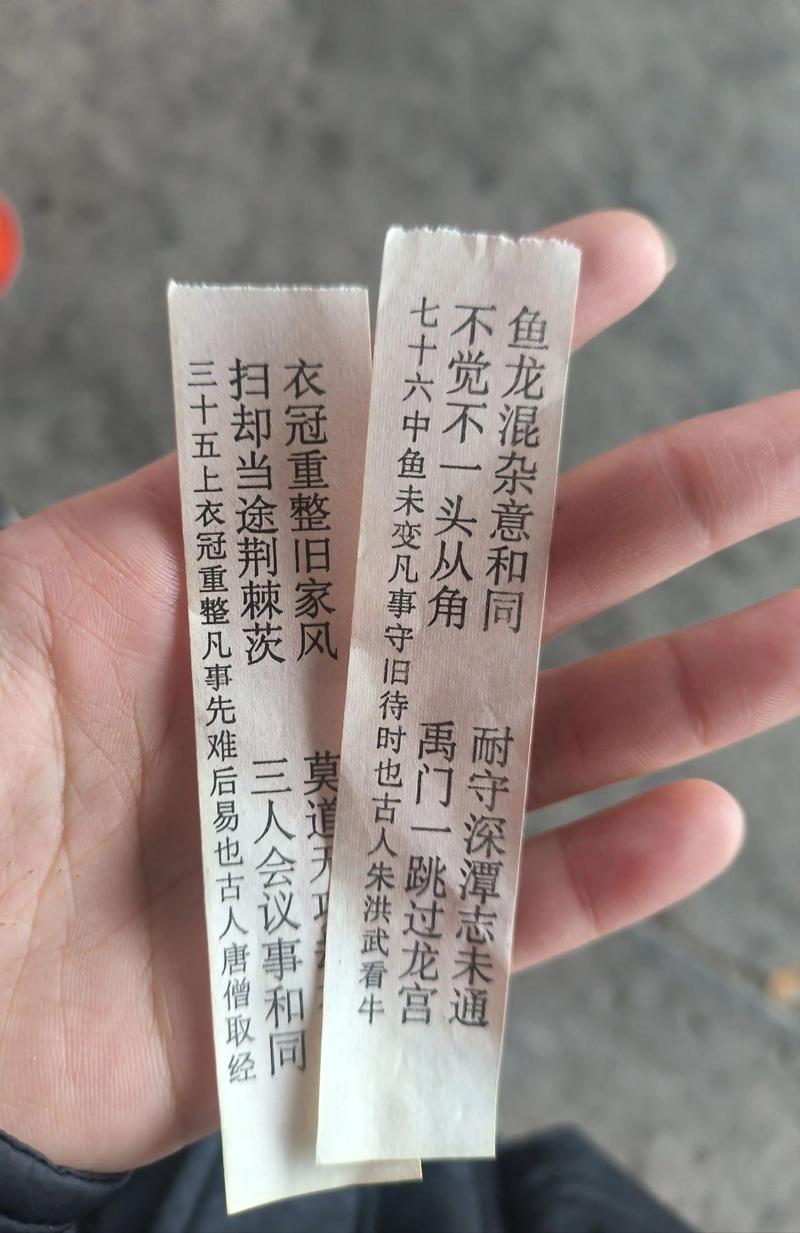 鱼龙混杂意和同 耐守深潭志未通
不觉不一头从角 禹门一跳过龙宫
七十六中鱼未变凡事守旧待时也古人朱洪武看牛
衣冠重整旧家风 莫道
扫却当途荆棘茨 三人会议事和同
三十五上衣冠重整凡事先难后易也古人唐僧取经